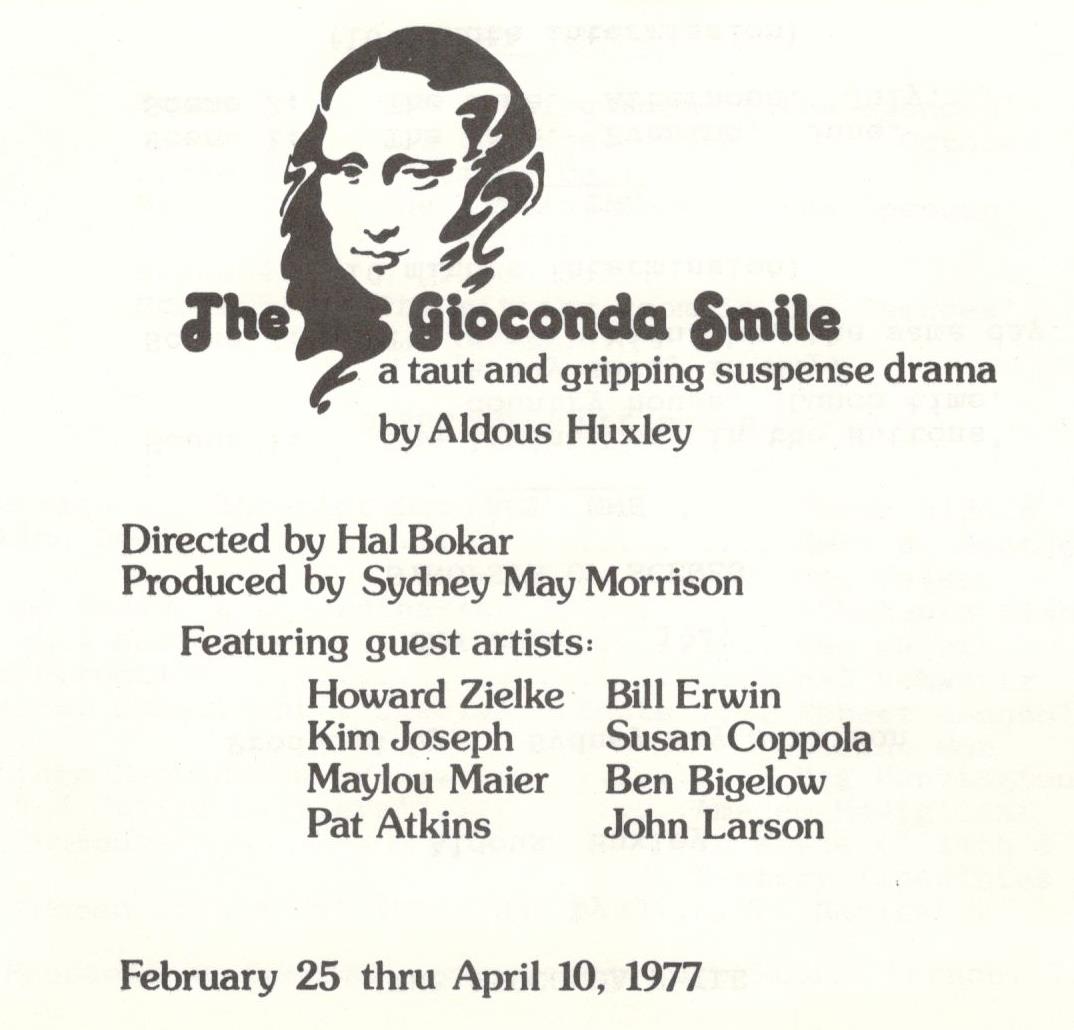 The Gioconda Smile
a taut and gripping suspense drama
by Aldous Huxley
Directed by Hal Bokar
Produced by Sydney May Morrison
Featuring guest artists:
Howard Zielke Bill Erwin
Kim Joseph Susan Coppola
Maylou Maier Ben Bigelow
Pat Atkins John Larson
February 25 thru April 10, 1977